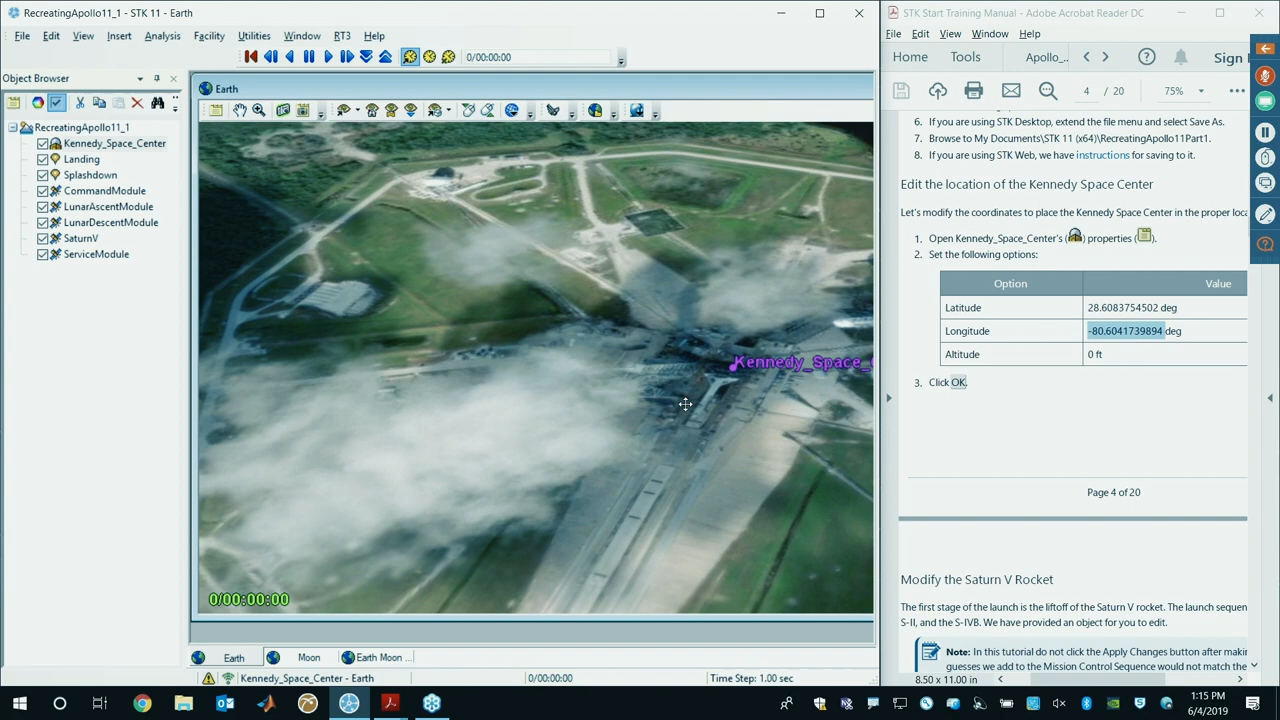 RecreatingApollo11_1 - STK 11 - Earth
File Edit View Insert Analysis Facility Utilities Window RT3 Help
0/00:00:00
Object Browser
RecreatingApollo11_1
Kennedy_Space_Center
Landing
Splashdown
CommandModule
LunarAscentModule
LunarDescentModule
SaturnV
ServiceModule
Earth
Kennedy_Space_
0/00:00:00
Earth Moon Earth Moon ...
Kennedy_Space_Center - Earth 0/00:00:00 Time Step: 1.00 sec
STK Start Training Manual - Adobe Acrobat Reader DC
File Edit View Window Help
Home Tools Apollo_... Sign
4 / 20 75%
6. If you are using STK Desktop, extend the file menu and select Save As.
7. Browse to My Documents\STK 11 (x64)\RecreatingApollo11Part1.
8. If you are using STK Web, we have instructions for saving to it.
Edit the location of the Kennedy Space Center
Let's modify the coordinates to place the Kennedy Space Center in the proper loca
1. Open Kennedy_Space_Center's ( ) properties ( ).
2. Set the following options:
Option Value
Latitude 28.6083754502 deg
Longitude -80.6041739894 deg
Altitude 0 ft
3. Click OK.
Page 4 of 20
Modify the Saturn V Rocket
The first stage of the launch is the liftoff of the Saturn V rocket. The launch sequen
S-II, and the S-IVB. We have provided an object for you to edit.
Note: In this tutorial do not click the Apply Changes button after makin
guesses we add to the Mission Control Sequence would not match the
8.50 x 11.00 in
1:15 PM
6/4/2019